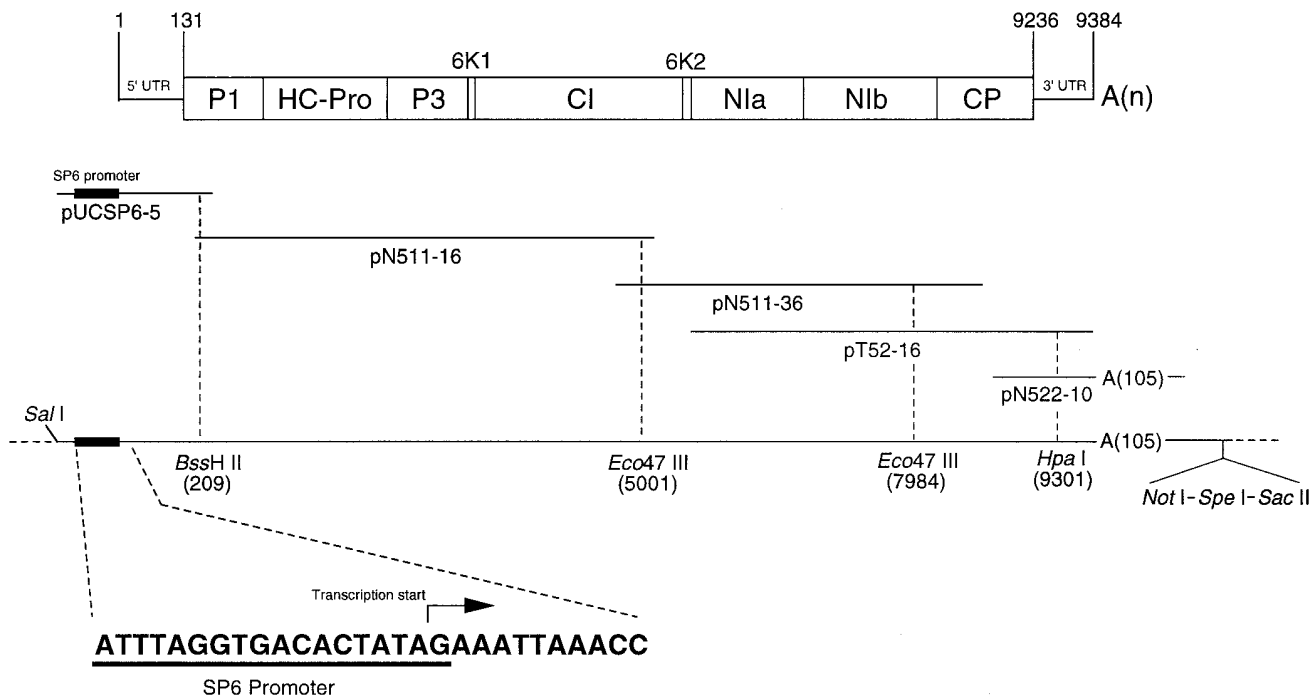 1 131 9236 9384
6K1 6K2
5' UTR P1 HC-Pro P3 CI NIa NIb CP 3' UTR A(n)
SP6 promoter
pUCSP6-5
pN511-16
pN511-36
pT52-16
A(105)
pN522-10
Sal I
A(105)
BssH II Eco47 III Eco47 III Hpa I
(209) (5001) (7984) (9301)
Not I-Spe I-Sac II
Transcription start
ATTTAGGTGACACTATAGAAATTAAACC
SP6 Promoter